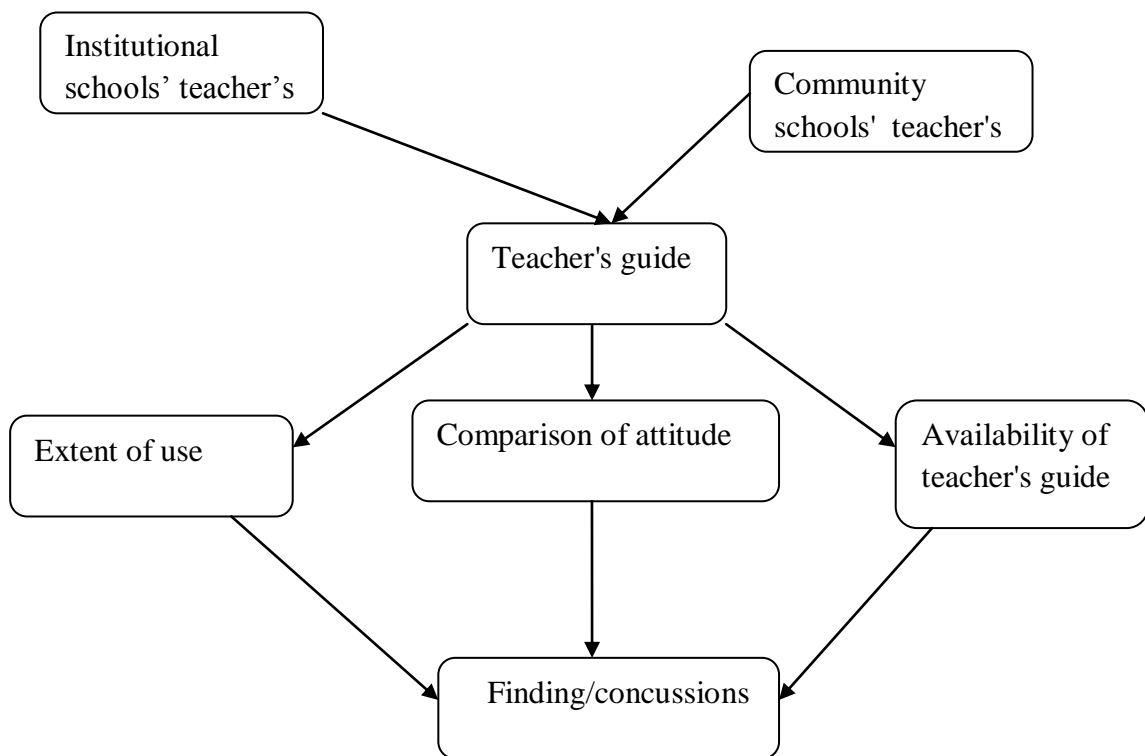 Institutional
schools’ teacher’s
Community
schools' teacher's
Teacher's guide
Extent of use
Comparison of attitude
Availability of
teacher's guide
Finding/concussions